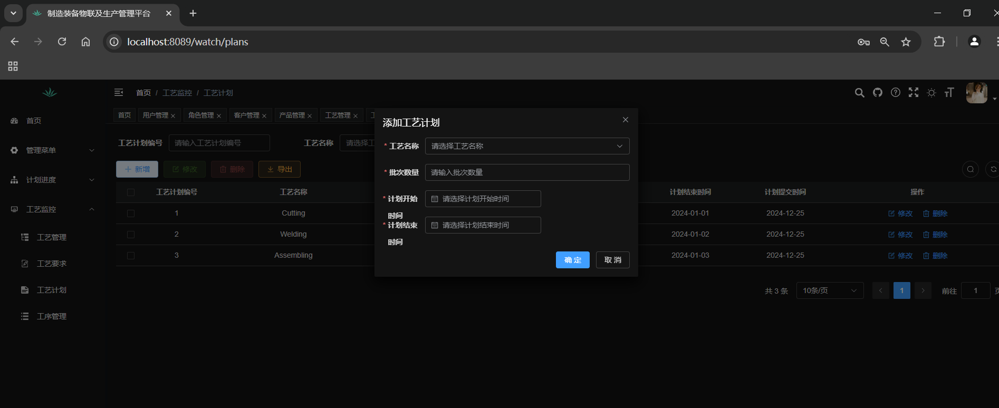 制造装备物联及生产管理平台
localhost:8089/watch/plans
首页 / 工艺监控 / 工艺计划
首页 用户管理 角色管理 客户管理 产品管理 工艺管理
首页
管理菜单
计划进度
工艺监控
工艺管理
工艺要求
工艺计划
工序管理
工艺计划编号 请输入工艺计划编号 工艺名称 请选择工
新增 修改 删除 导出
工艺计划编号 工艺名称 计划结束时间 计划提交时间 操作
1 Cutting 2024-01-01 2024-12-25 修改 删除
2 Welding 2024-01-02 2024-12-25 修改 删除
3 Assembling 2024-01-03 2024-12-25 修改 删除
共 3 条 10条/页 1 前往 1 页
添加工艺计划
* 工艺名称 请选择工艺名称
* 批次数量 请输入批次数量
* 计划开始时间 请选择计划开始时间
* 计划结束时间 请选择计划结束时间
确 定 取 消